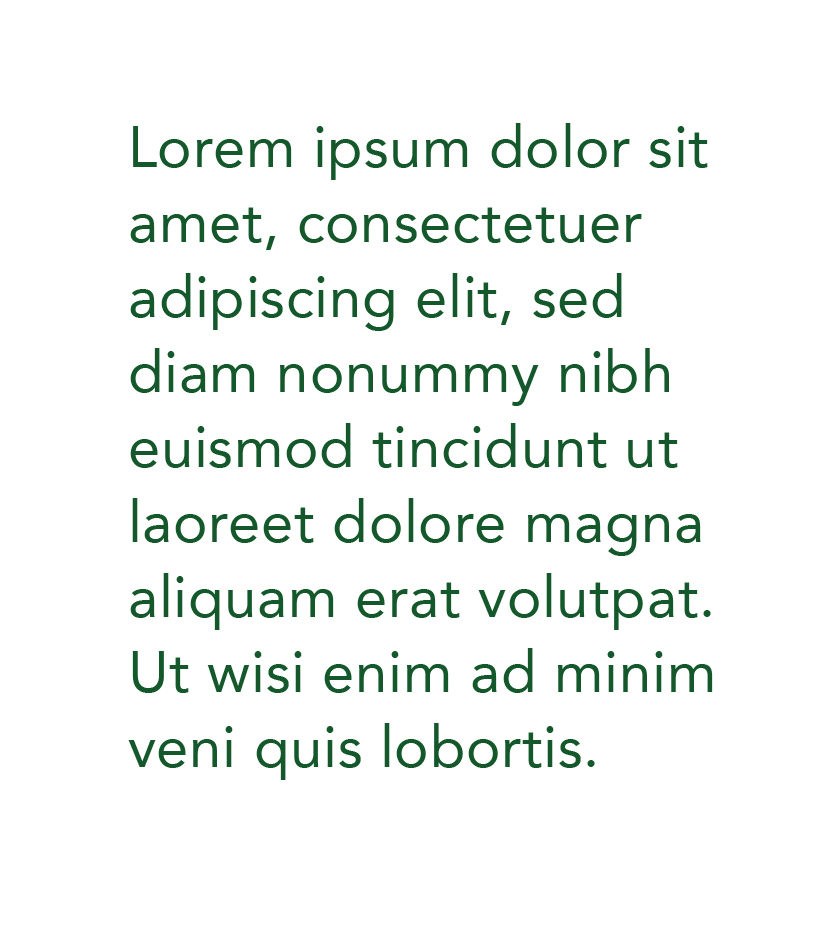 Lorem ipsum dolor sit
amet, consectetuer
adipiscing elit, sed
diam nonummy nibh
euismod tincidunt ut
laoreet dolore magna
aliquam erat volutpat.
Ut wisi enim ad minim
veni quis lobortis.